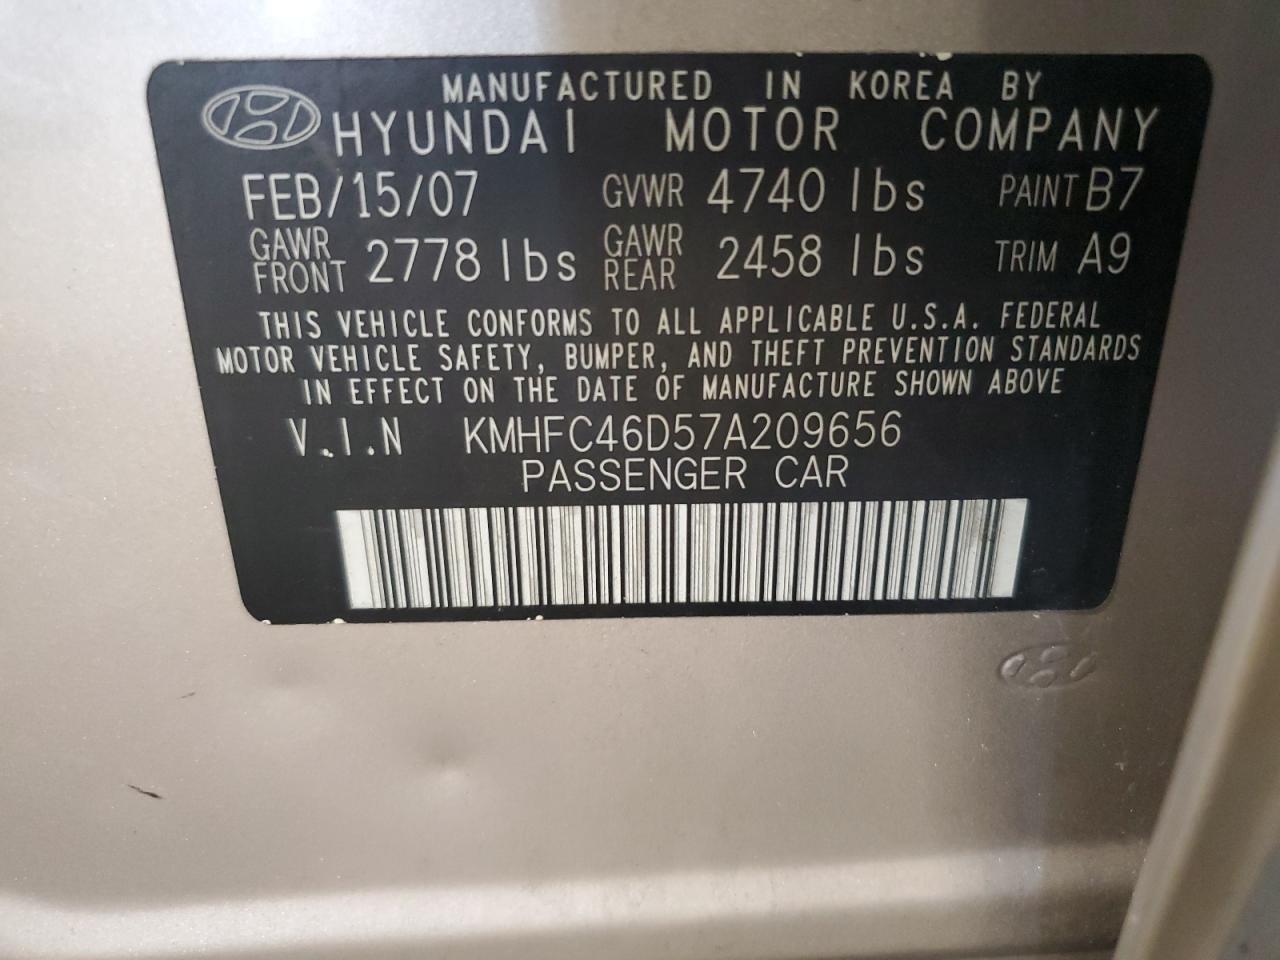 MANUFACTURED IN KOREA BY
HYUNDAI MOTOR COMPANY
FEB/15/07 GVWR 4740 lbs PAINT B7
GAWR FRONT 2778 lbs GAWR REAR 2458 lbs TRIM A9
THIS VEHICLE CONFORMS TO ALL APPLICABLE U.S.A. FEDERAL
MOTOR VEHICLE SAFETY, BUMPER, AND THEFT PREVENTION STANDARDS
IN EFFECT ON THE DATE OF MANUFACTURE SHOWN ABOVE
V.I.N KMHFC46D57A209656
PASSENGER CAR